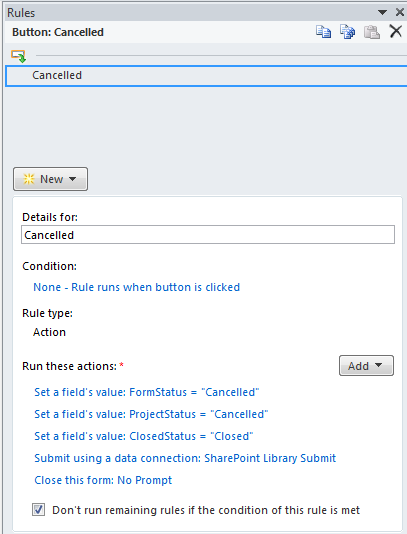 Rules
Button: Cancelled
Cancelled
New
Details for:
Cancelled
Condition:
None - Rule runs when button is clicked
Rule type:
Action
Run these actions: *
Add
Set a field's value: FormStatus = "Cancelled"
Set a field's value: ProjectStatus = "Cancelled"
Set a field's value: ClosedStatus = "Closed"
Submit using a data connection: SharePoint Library Submit
Close this form: No Prompt
Don't run remaining rules if the condition of this rule is met